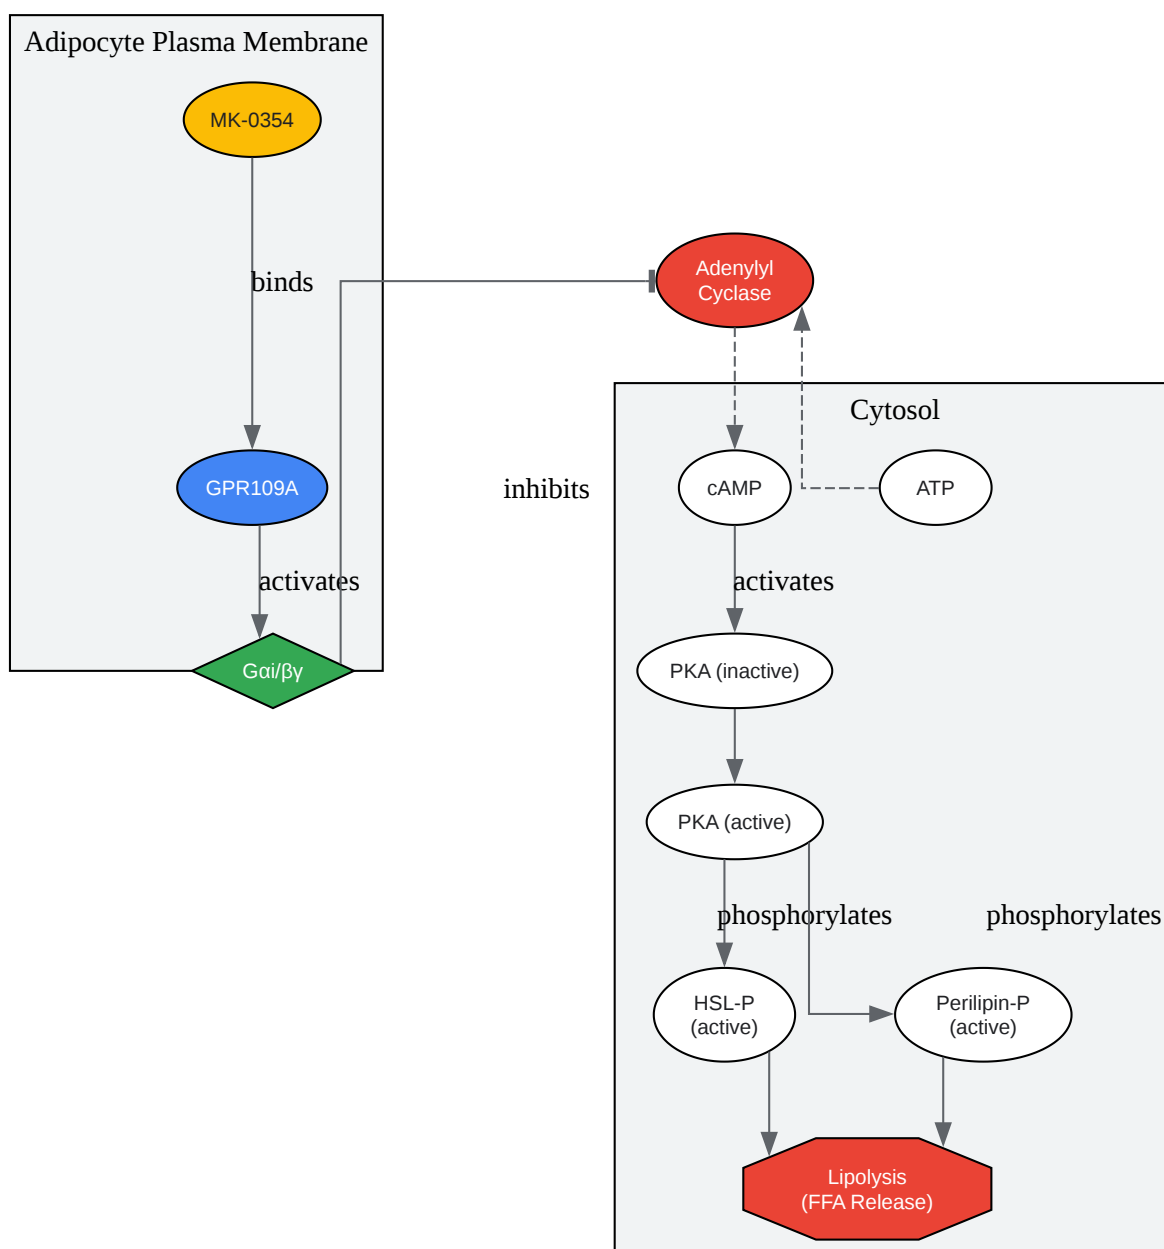 Adipocyte Plasma Membrane
MK-0354
binds
Adenylyl
Cyclase
Cytosol
GPR109A
inhibits
cAMP
ATP
activates
activates
Gαi/βγ
PKA (inactive)
PKA (active)
phosphorylates
phosphorylates
HSL-P
(active)
Perilipin-P
(active)
Lipolysis
(FFA Release)